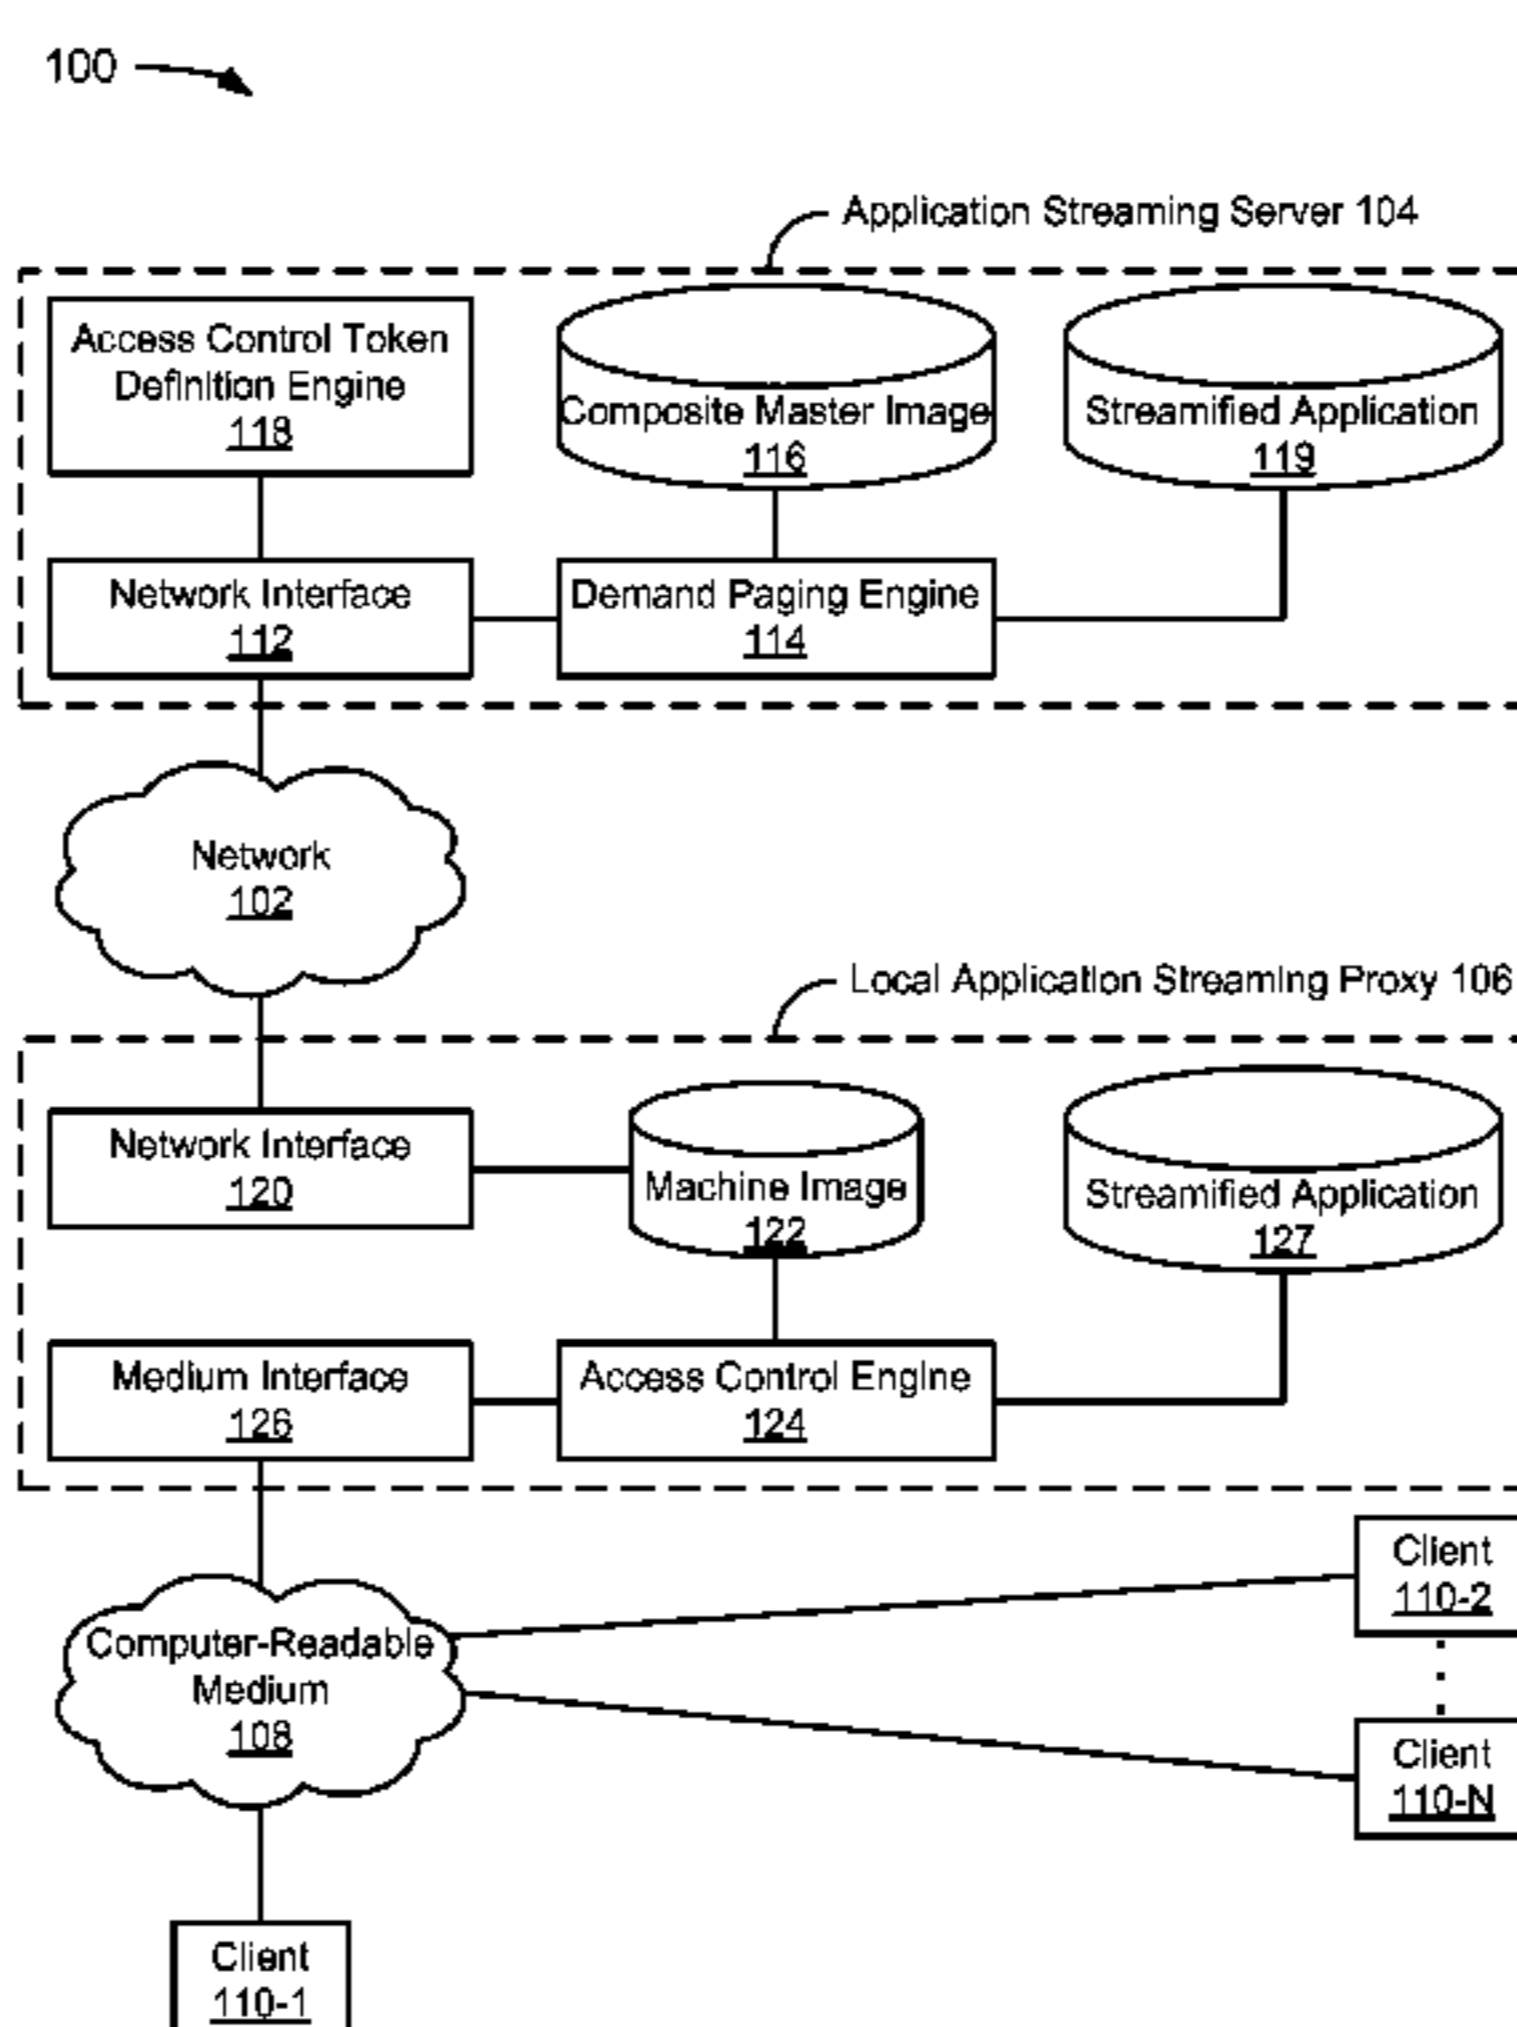 100
Application Streaming Server 104
Access Control Token
Definition Engine
118
Composite Master Image
116
Streamified Application
119
Network Interface
112
Demand Paging Engine
114
Network
102
Local Application Streaming Proxy 106
Network Interface
120
Machine Image
122
Streamified Application
127
Medium Interface
126
Access Control Engine
124
Client
110-2
Computer-Readable
Medium
108
Client
110-N
Client
110-1